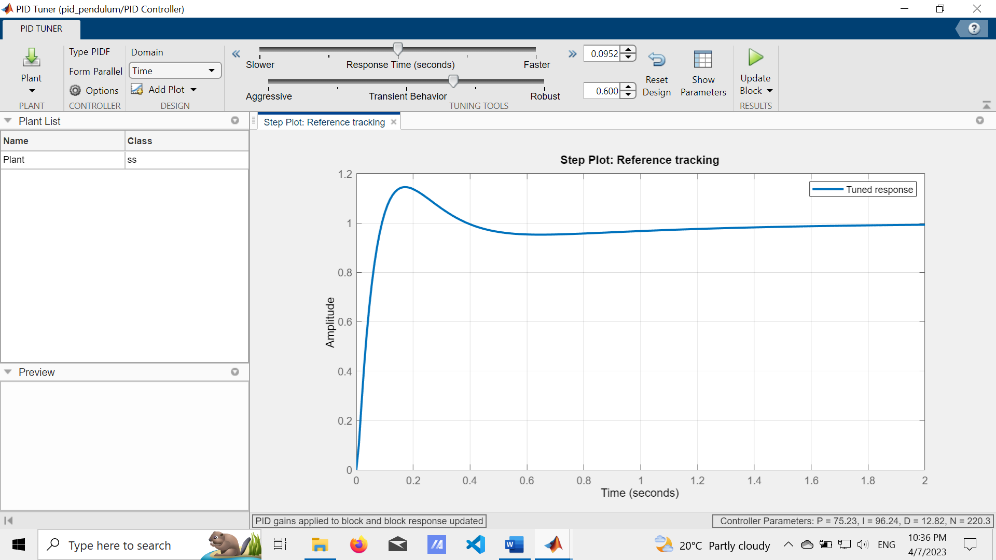 PID Tuner (pid_pendulum/PID Controller)
PID TUNER
Plant
PLANT
Type PIDF
Form Parallel
Options
CONTROLLER
Domain
Time
Add Plot
DESIGN
Slower Response Time (seconds) Faster
0.0952
Aggressive Transient Behavior Robust
0.600
TUNING TOOLS
Reset
Design
Show
Parameters
Update
Block
RESULTS
Plant List
Name Class
Plant ss
Preview
Step Plot: Reference tracking
Step Plot: Reference tracking
Tuned response
1.2
1
0.8
0.6
0.4
0.2
0
Amplitude
0 0.2 0.4 0.6 0.8 1 1.2 1.4 1.6 1.8 2
Time (seconds)
PID gains applied to block and block response updated
Controller Parameters: P = 75.23, I = 96.24, D = 12.82, N = 220.3
Type here to search
20°C Partly cloudy
ENG
10:36 PM
4/7/2023